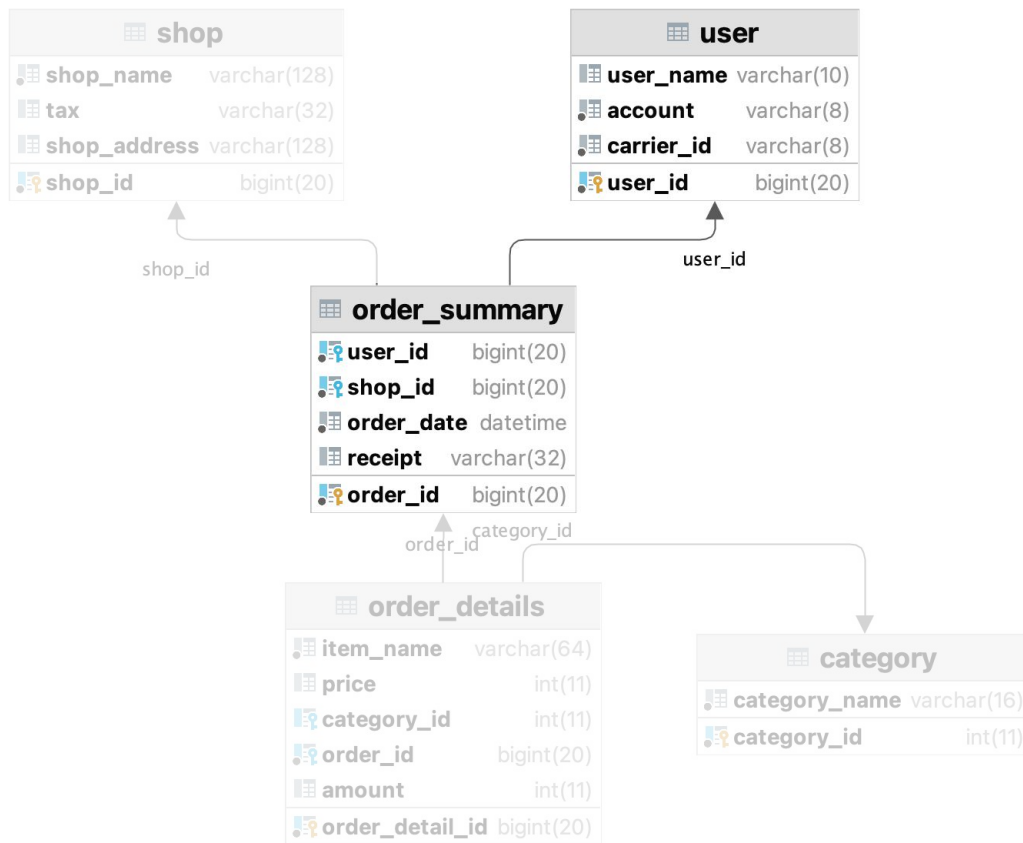 shop
shop_name varchar(128)
tax varchar(32)
shop_address varchar(128)
shop_id bigint(20)
user
user_name varchar(10)
account varchar(8)
carrier_id varchar(8)
user_id bigint(20)
shop_id
user_id
order_summary
user_id bigint(20)
shop_id bigint(20)
order_date datetime
receipt varchar(32)
order_id bigint(20)
category_id
order_id
order_details
item_name varchar(64)
price int(11)
category_id int(11)
order_id bigint(20)
amount int(11)
order_detail_id bigint(20)
category
category_name varchar(16)
category_id int(11)